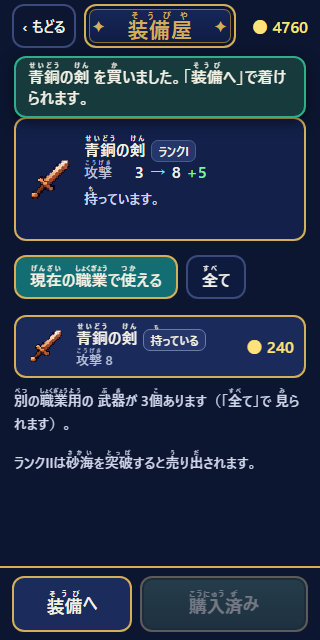 ‹ もどる
装備屋
4760
青銅の剣 を買いました。「装備へ」で着け
られます。
青銅の剣 ランクI
攻撃 3 → 8 +5
持っています。
現在の職業で使える
全て
青銅の剣 持っている
攻撃 8
240
別の職業用の 武器が 3個あります（「全て」で 見ら
れます）。
ランクIIは砂海を突破すると売り出されます。
装備へ
購入済み